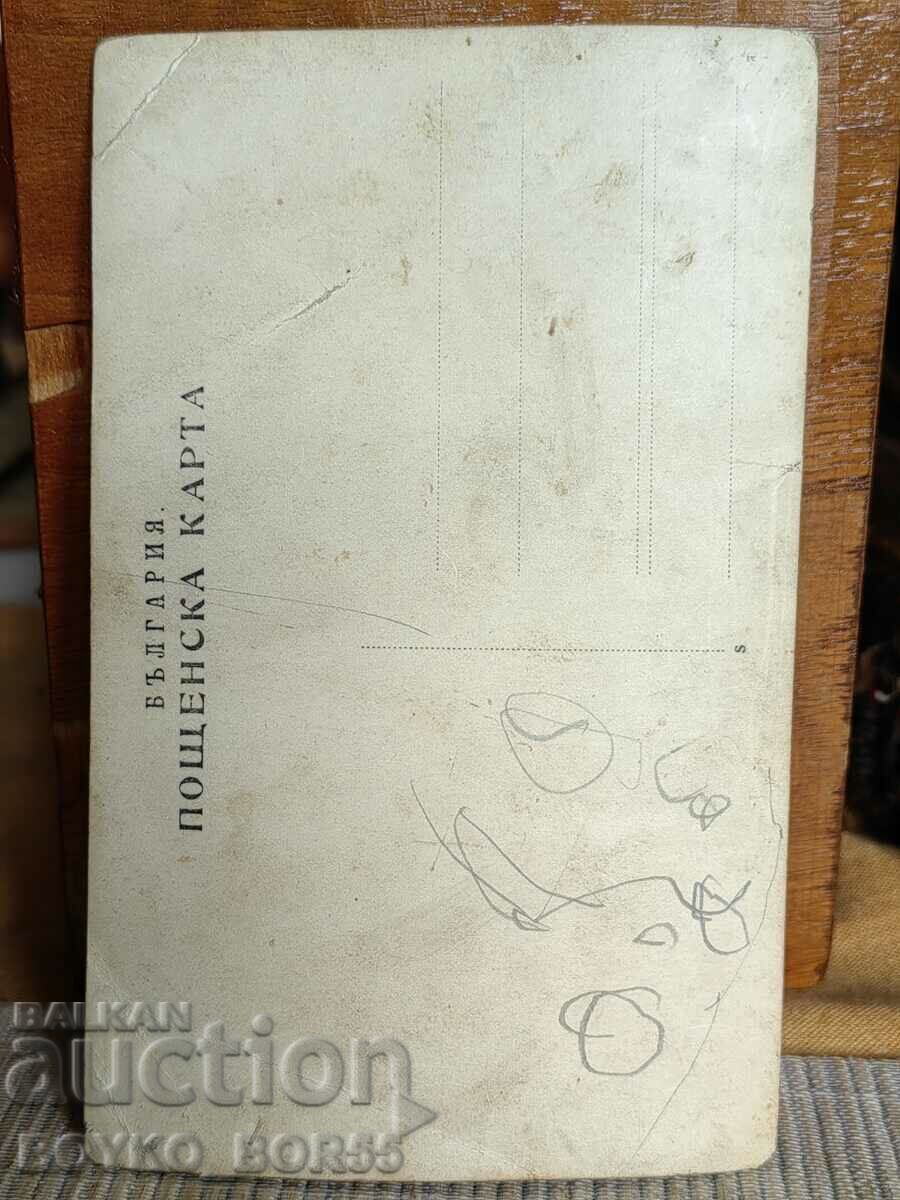 БЪЛГАРИЯ.
ПОЩЕНСКА КАРТА
S
BALKAN
auction
BOYKO BOR55